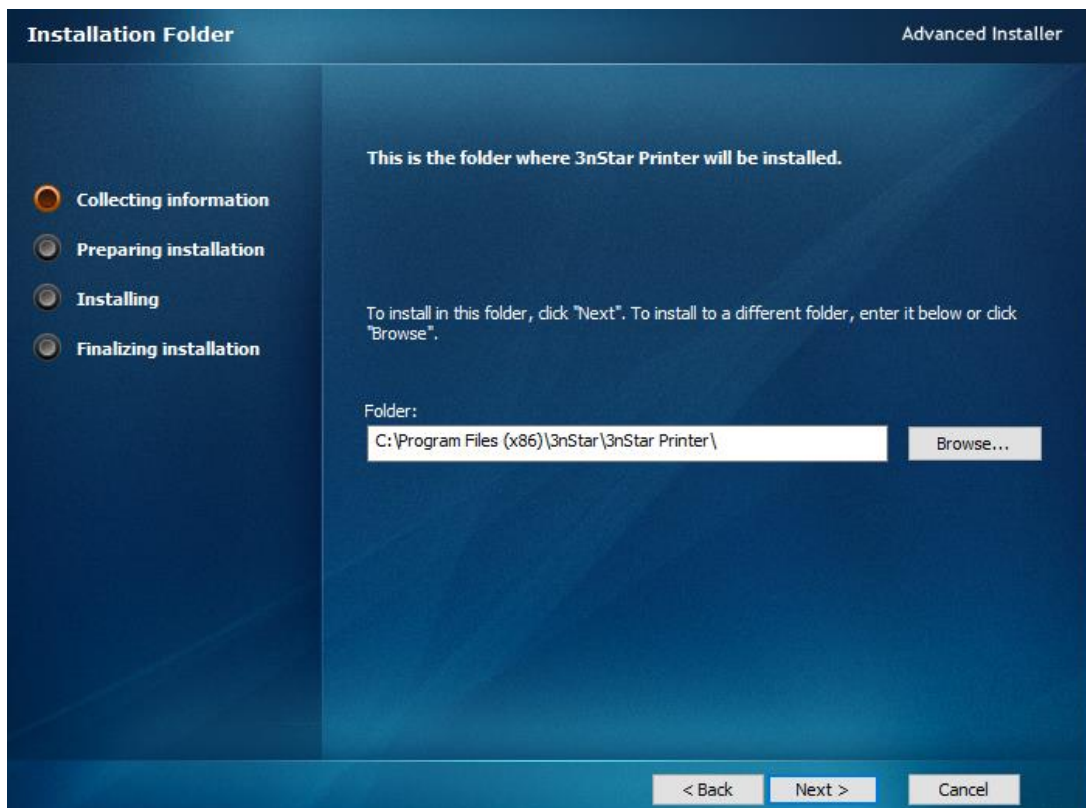 Installation Folder
Advanced Installer
Collecting information
Preparing installation
Installing
Finalizing installation
This is the folder where 3nStar Printer will be installed.
To install in this folder, click "Next". To install to a different folder, enter it below or click
"Browse".
Folder:
C:\Program Files (x86)\3nStar\3nStar Printer\
Browse...
< Back
Next >
Cancel